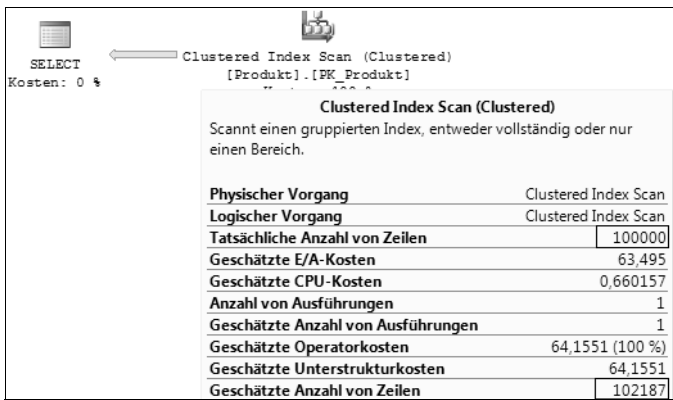 SELECT
Kosten: 0 %
Clustered Index Scan (Clustered)
[Produkt].[PK_Produkt]
Clustered Index Scan (Clustered)
Scannt einen gruppierten Index, entweder vollständig oder nur
einen Bereich.
Physischer Vorgang Clustered Index Scan
Logischer Vorgang Clustered Index Scan
Tatsächliche Anzahl von Zeilen 100000
Geschätzte E/A-Kosten 63,495
Geschätzte CPU-Kosten 0,660157
Anzahl von Ausführungen 1
Geschätzte Anzahl von Ausführungen 1
Geschätzte Operatorkosten 64,1551 (100 %)
Geschätzte Unterstrukturkosten 64,1551
Geschätzte Anzahl von Zeilen 102187